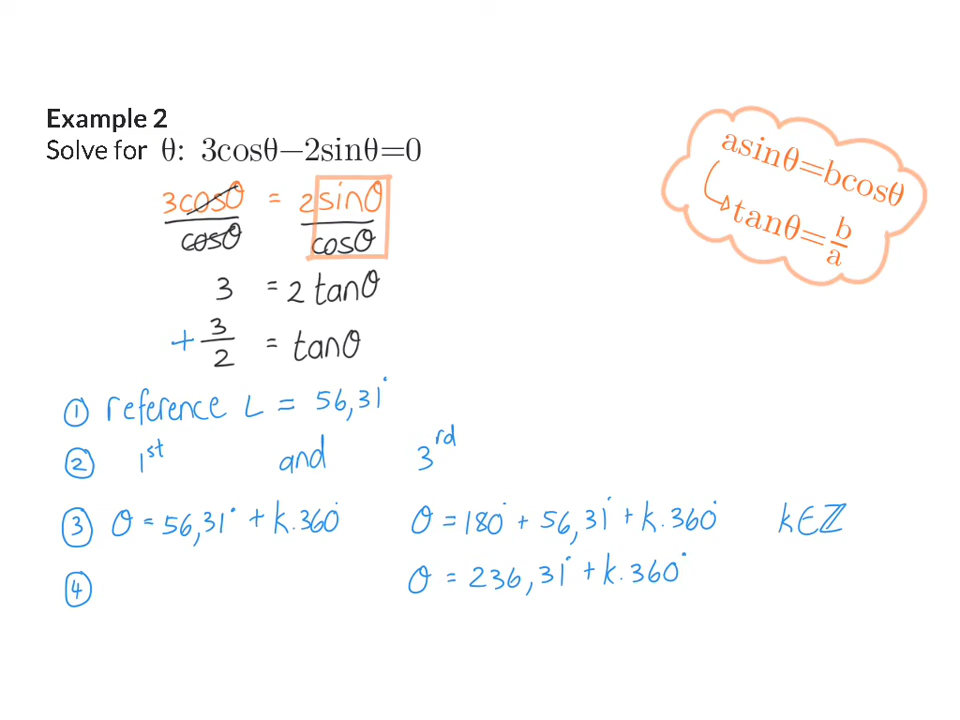 Example 2
Solve for θ: 3cosθ−2sinθ=0
3cosθ/cosθ = 2sinθ/cosθ
3 = 2tanθ
+ 3/2 = tanθ
① reference ∠ = 56,31°
② 1st and 3rd
③ θ = 56,31° + k.360° θ = 180° + 56,31° + k.360° k∈ℤ
④ θ = 236,31° + k.360°
asinθ=bcosθ
↳tanθ=b/a